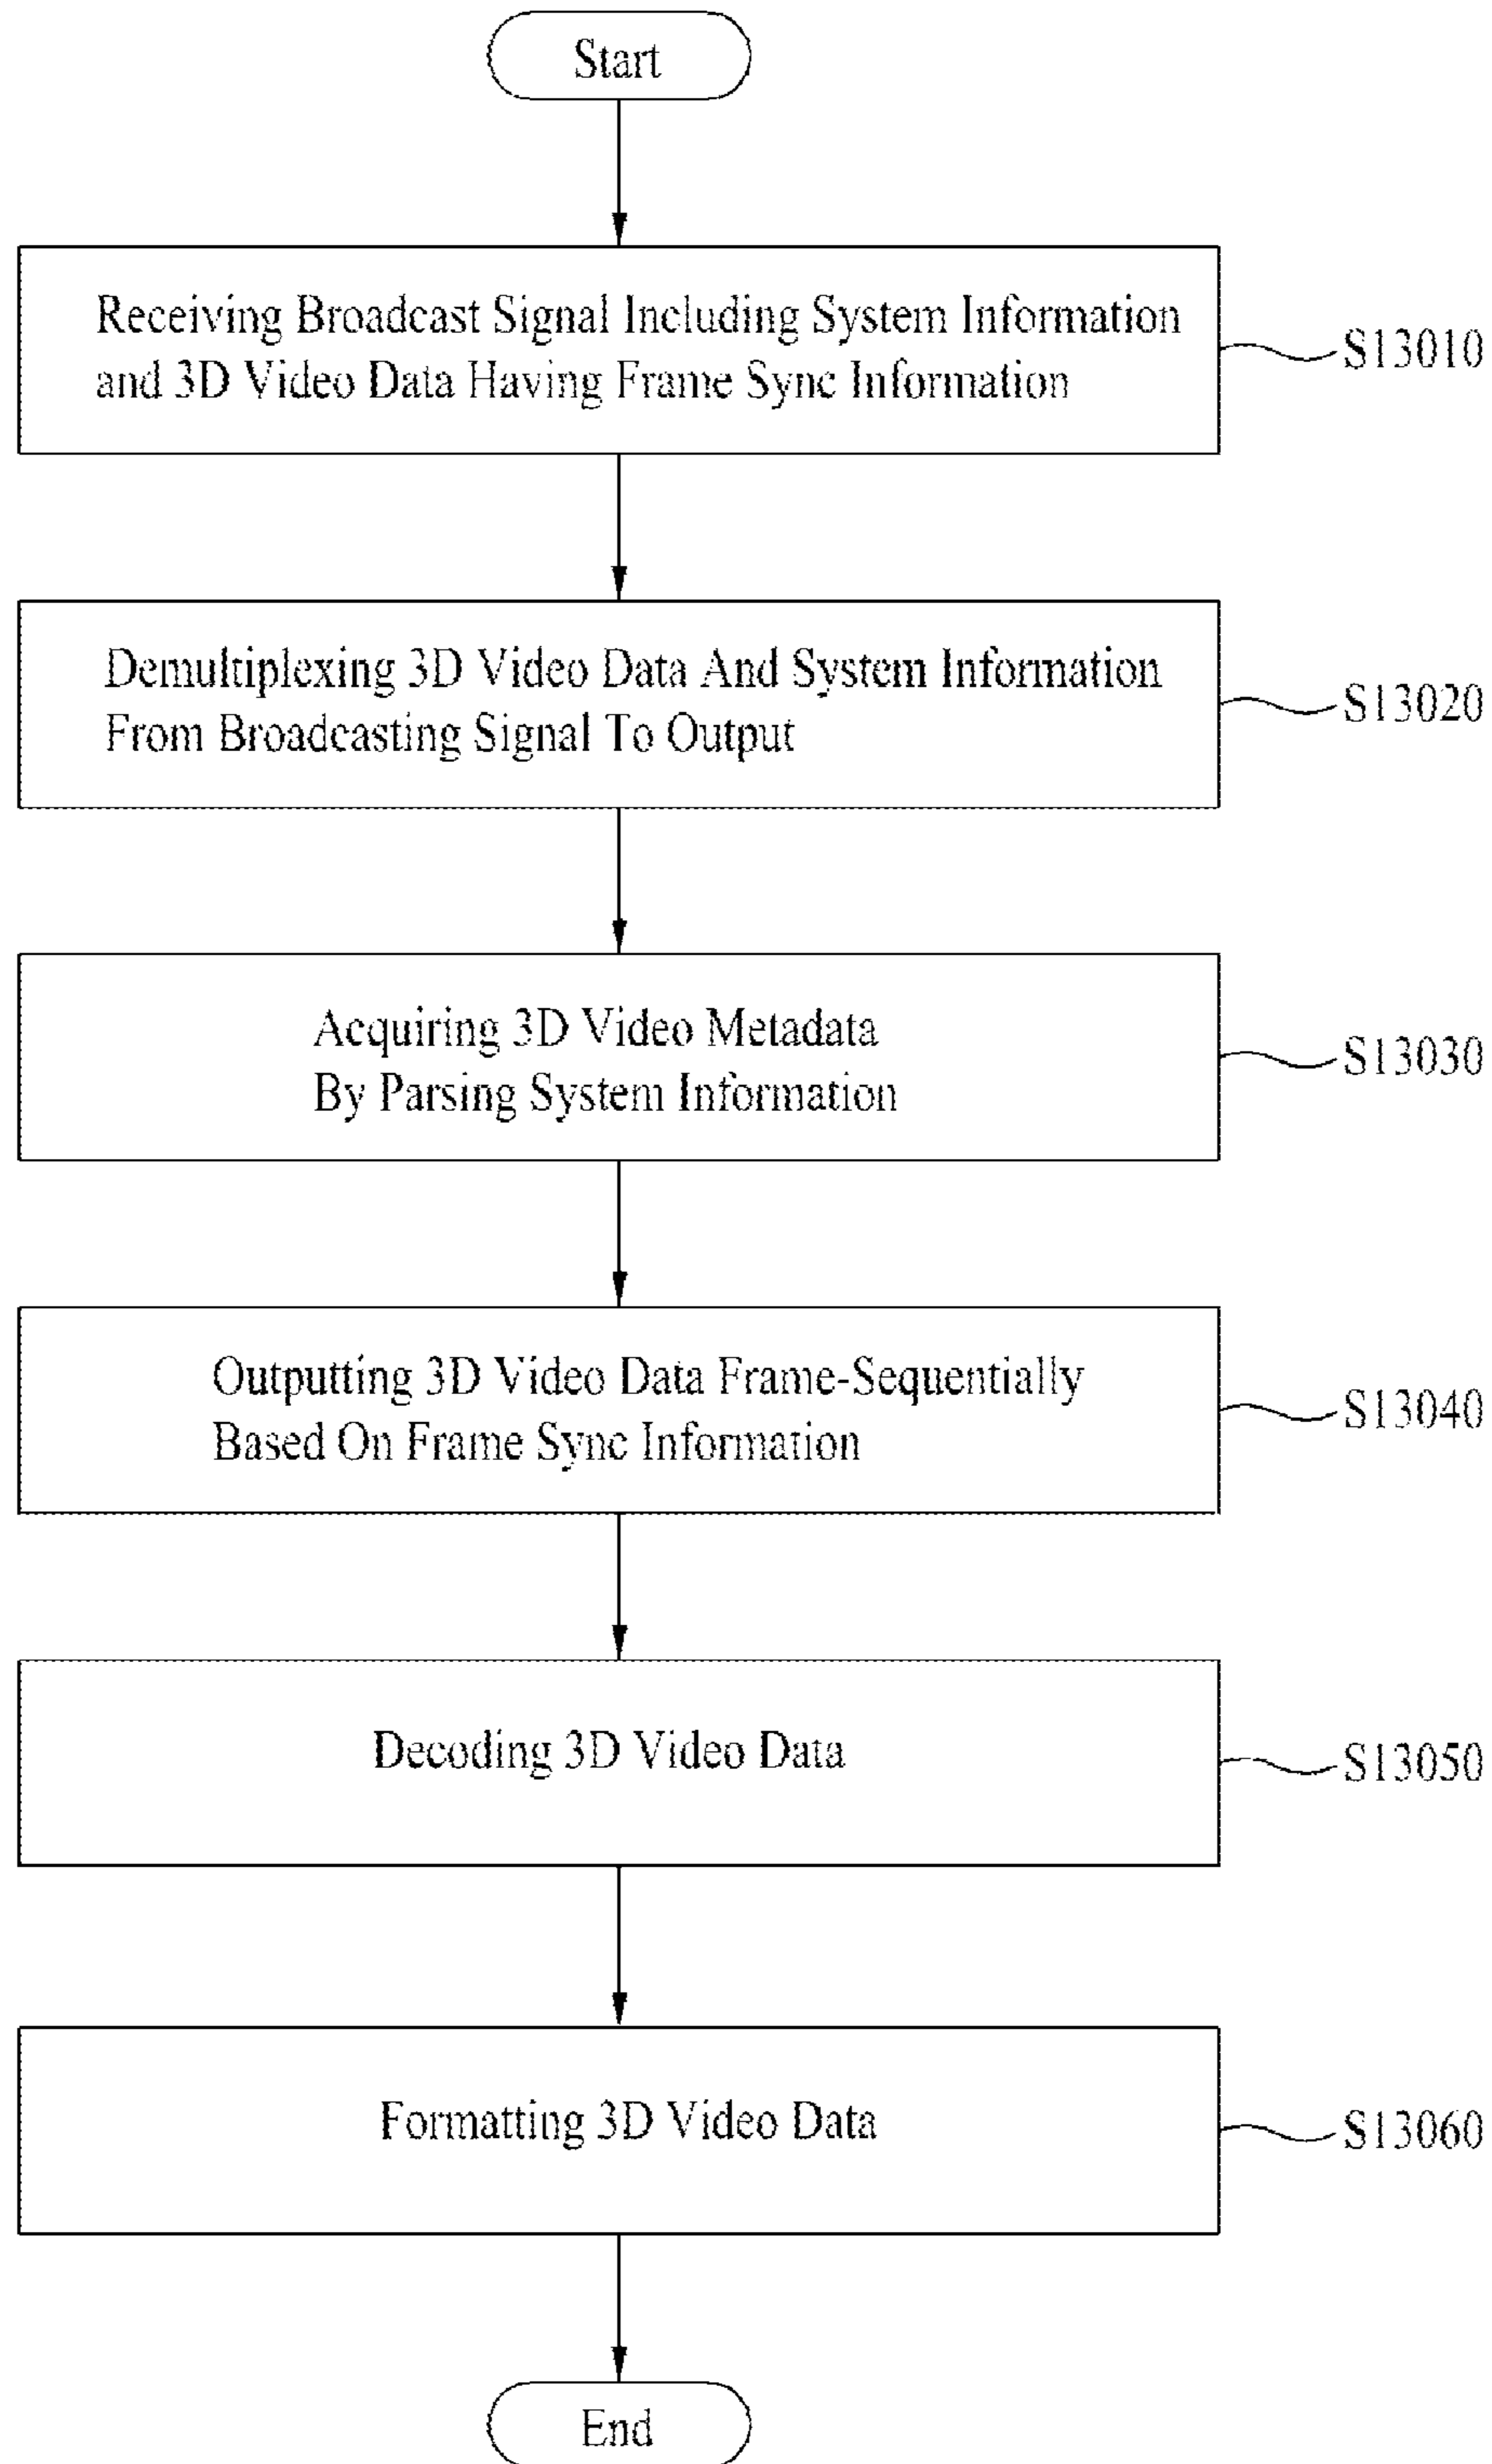 Start
Receiving Broadcast Signal Including System Information
and 3D Video Data Having Frame Sync Information
S13010
Demultiplexing 3D Video Data And System Information
From Broadcasting Signal To Output
S13020
Acquiring 3D Video Metadata
By Parsing System Information
S13030
Outputting 3D Video Data Frame-Sequentially
Based On Frame Sync Information
S13040
Decoding 3D Video Data
S13050
Formatting 3D Video Data
S13060
End